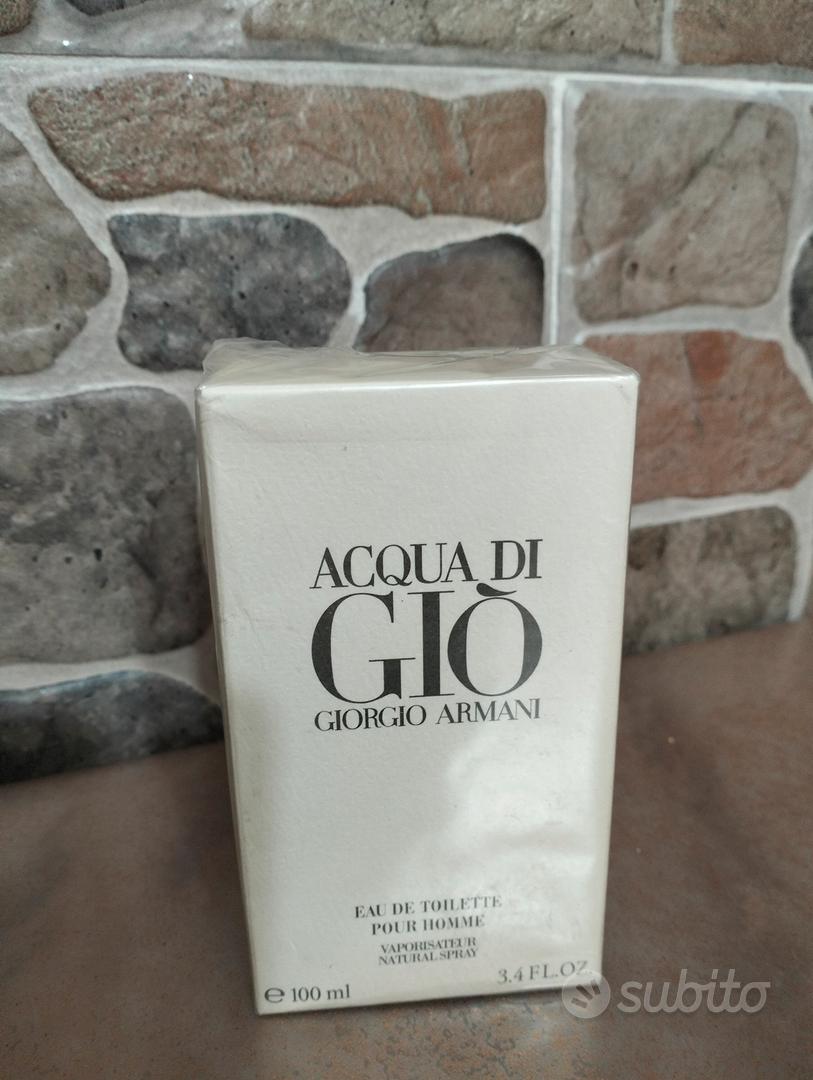 ACQUA DI
GIÒ
GIORGIO ARMANI
EAU DE TOILETTE
POUR HOMME
VAPORISATEUR
NATURAL SPRAY
℮ 100 ml
3.4 FL.OZ.
subito